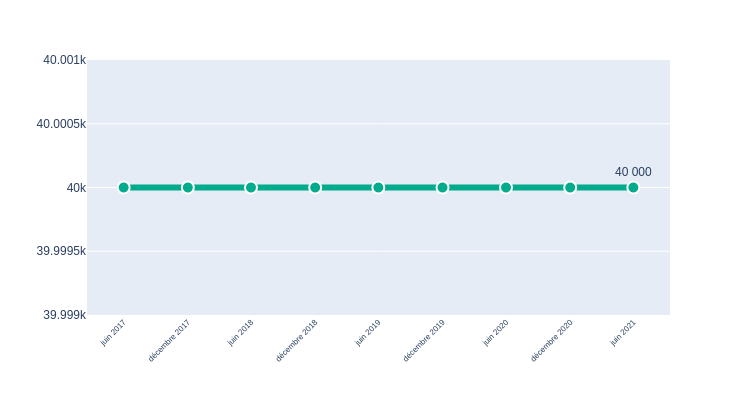 40.001k
40.0005k
40k
39.9995k
39.999k
40 000
juin 2017
décembre 2017
juin 2018
décembre 2018
juin 2019
décembre 2019
juin 2020
décembre 2020
juin 2021